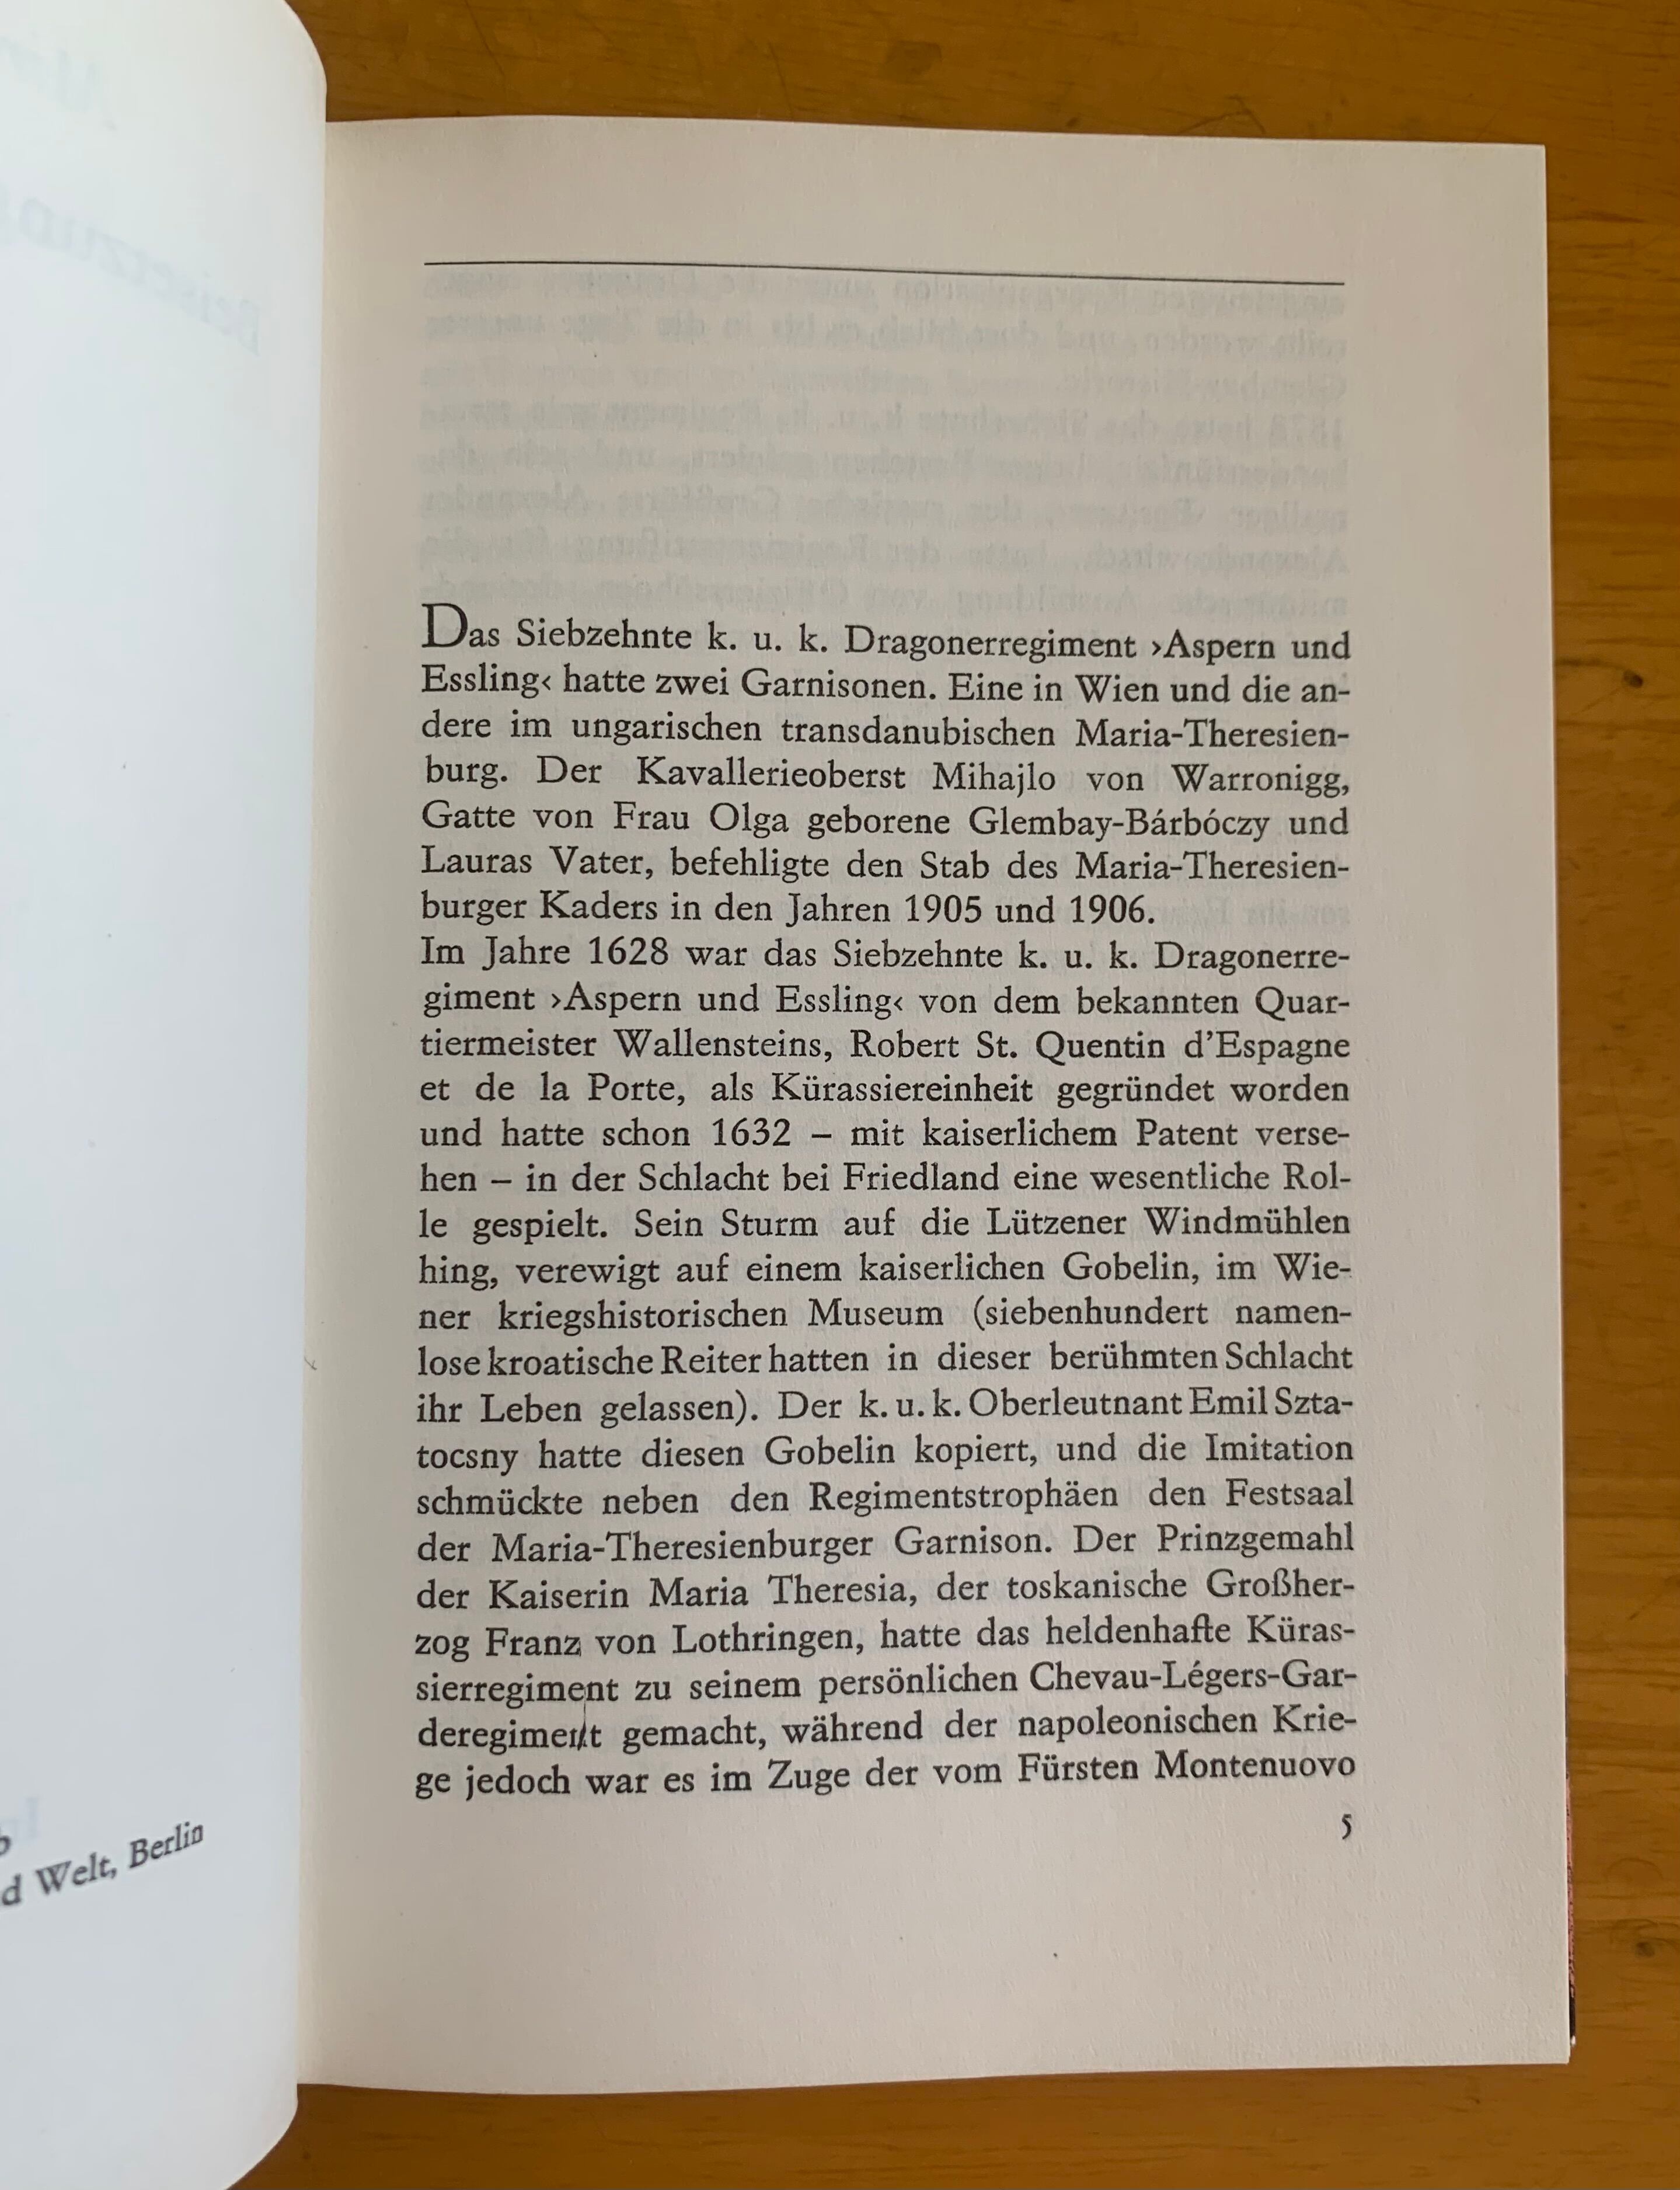 d Welt, Berlin
Das Siebzehnte k. u. k. Dragonerregiment ›Aspern und
Essling‹ hatte zwei Garnisonen. Eine in Wien und die an-
dere im ungarischen transdanubischen Maria-Theresien-
burg. Der Kavallerieoberst Mihajlo von Warronigg,
Gatte von Frau Olga geborene Glembay-Bárbóczy und
Lauras Vater, befehligte den Stab des Maria-Theresien-
burger Kaders in den Jahren 1905 und 1906.
Im Jahre 1628 war das Siebzehnte k. u. k. Dragonerre-
giment ›Aspern und Essling‹ von dem bekannten Quar-
tiermeister Wallensteins, Robert St. Quentin d'Espagne
et de la Porte, als Kürassiereinheit gegründet worden
und hatte schon 1632 – mit kaiserlichem Patent verse-
hen – in der Schlacht bei Friedland eine wesentliche Rol-
le gespielt. Sein Sturm auf die Lützener Windmühlen
hing, verewigt auf einem kaiserlichen Gobelin, im Wie-
ner kriegshistorischen Museum (siebenhundert namen-
lose kroatische Reiter hatten in dieser berühmten Schlacht
ihr Leben gelassen). Der k. u. k. Oberleutnant Emil Szta-
tocsny hatte diesen Gobelin kopiert, und die Imitation
schmückte neben den Regimentstrophäen den Festsaal
der Maria-Theresienburger Garnison. Der Prinzgemahl
der Kaiserin Maria Theresia, der toskanische Großher-
zog Franz von Lothringen, hatte das heldenhafte Küras-
sierregiment zu seinem persönlichen Chevau-Légers-Gar-
deregiment gemacht, während der napoleonischen Krie-
ge jedoch war es im Zuge der vom Fürsten Montenuovo
5